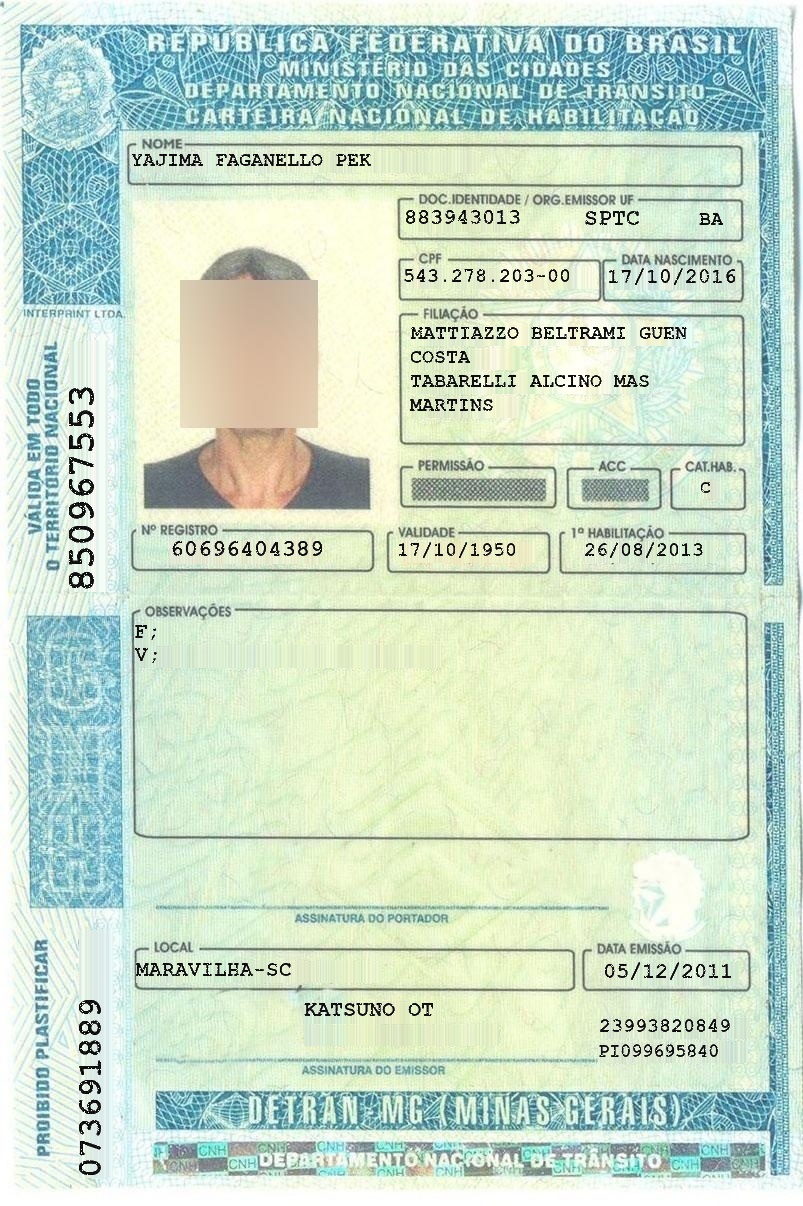 REPÚBLICA FEDERATIVA DO BRASIL
MINISTÉRIO DAS CIDADES
DEPARTAMENTO NACIONAL DE TRÂNSITO
CARTEIRA NACIONAL DE HABILITAÇÃO
NOME
YAJIMA FAGANELLO PEK
DOC.IDENTIDADE / ORG.EMISSOR UF
883943013 SPTC BA
CPF
543.278.203-00
DATA NASCIMENTO
17/10/2016
INTERPRINT LTDA.
FILIAÇÃO
MATTIAZZO BELTRAMI GUEN
COSTA
TABARELLI ALCINO MAS
MARTINS
VÁLIDA EM TODO
O TERRITÓRIO NACIONAL
850967553
PERMISSÃO
ACC
CAT.HAB.
C
Nº REGISTRO
60696404389
VALIDADE
17/10/1950
1ª HABILITAÇÃO
26/08/2013
OBSERVAÇÕES
F;
V;
ASSINATURA DO PORTADOR
LOCAL
MARAVILHA-SC
DATA EMISSÃO
05/12/2011
KATSUNO OT
23993820849
PI099695840
ASSINATURA DO EMISSOR
PROIBIDO PLASTIFICAR
073691889
DETRAN-MG (MINAS GERAIS)
CNH CNH CNH CNH CNH CNH
DEPARTAMENTO NACIONAL DE TRÂNSITO